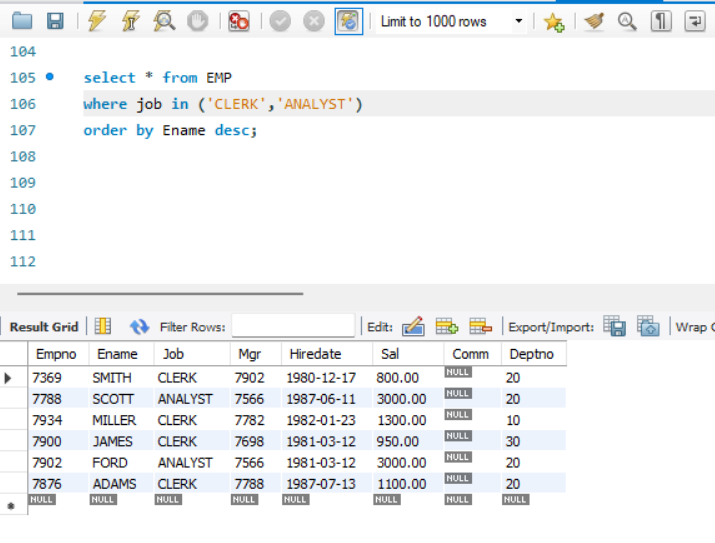 Limit to 1000 rows
104
105 select * from EMP
106 where job in ('CLERK','ANALYST')
107 order by Ename desc;
108
109
110
111
112
Result Grid Filter Rows: Edit: Export/Import: Wrap C
Empno Ename Job Mgr Hiredate Sal Comm Deptno
7369 SMITH CLERK 7902 1980-12-17 800.00 NULL 20
7788 SCOTT ANALYST 7566 1987-06-11 3000.00 NULL 20
7934 MILLER CLERK 7782 1982-01-23 1300.00 NULL 10
7900 JAMES CLERK 7698 1981-03-12 950.00 NULL 30
7902 FORD ANALYST 7566 1981-03-12 3000.00 NULL 20
7876 ADAMS CLERK 7788 1987-07-13 1100.00 NULL 20
NULL NULL NULL NULL NULL NULL NULL NULL